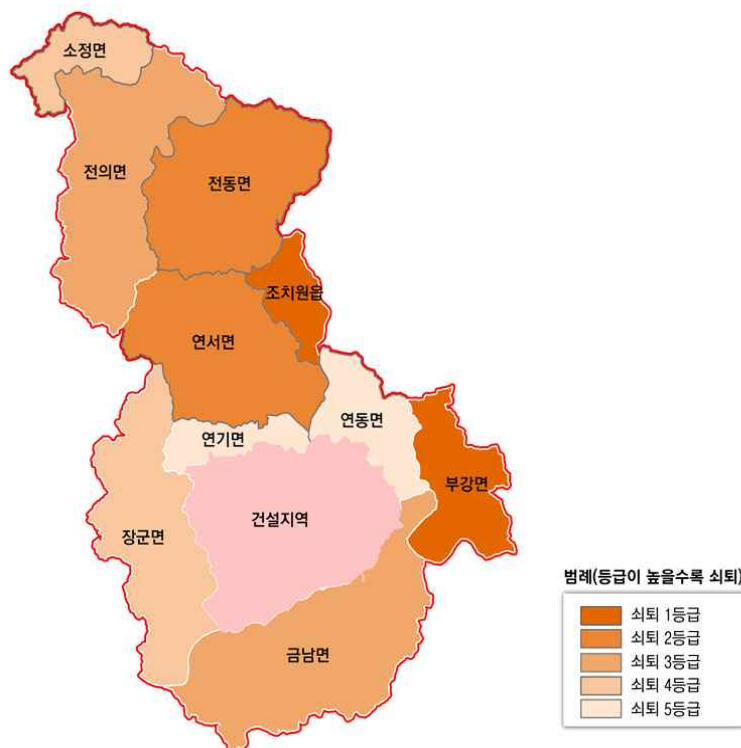 소정면
전의면
전동면
조치원읍
연서면
연동면
연기면
부강면
건설지역
장군면
금남면
범례(등급이 높을수록 쇠퇴)
쇠퇴 1등급
쇠퇴 2등급
쇠퇴 3등급
쇠퇴 4등급
쇠퇴 5등급